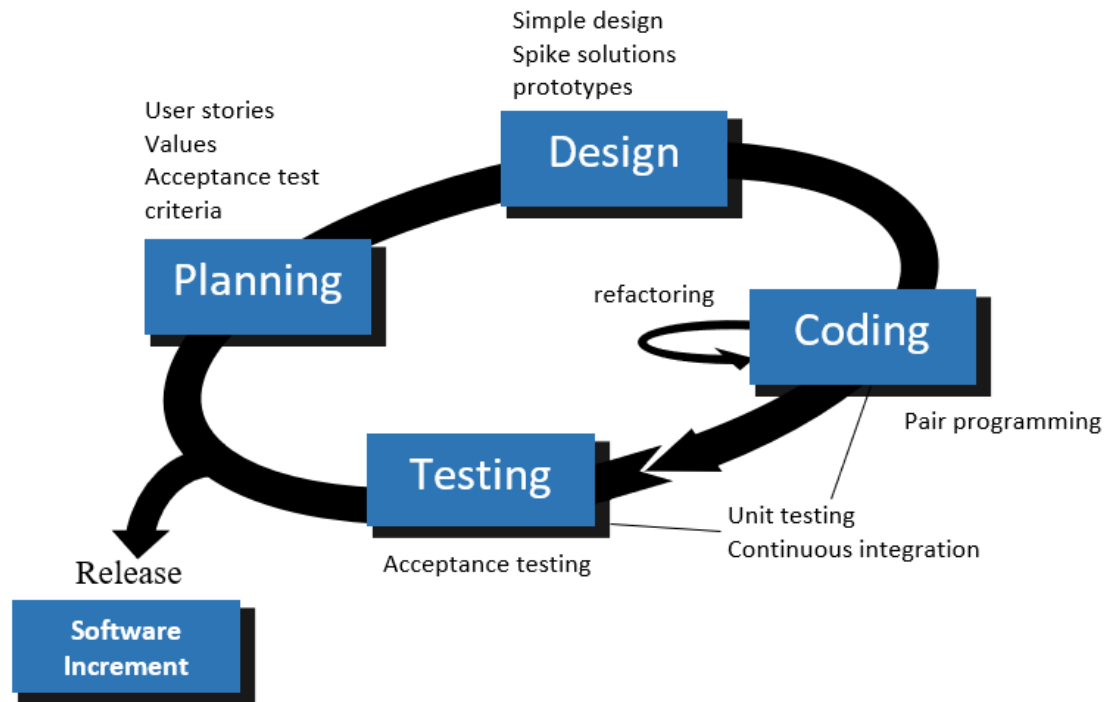 Simple design
Spike solutions
prototypes
User stories
Values
Acceptance test
criteria
Design
Planning
refactoring
Coding
Pair programming
Testing
Unit testing
Continuous integration
Acceptance testing
Release
Software
Increment